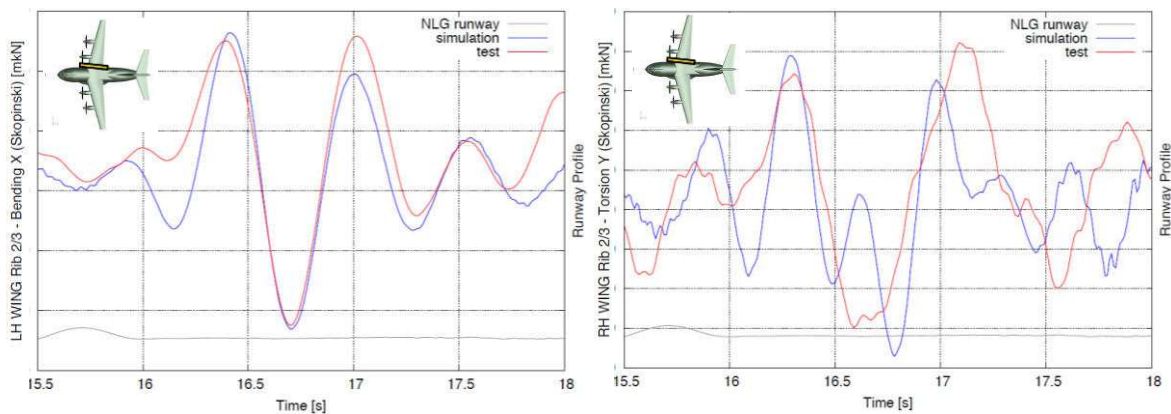 NLG runway
simulation
test
LH WING Rib 2/3 - Bending X (Skopinski) [mkN]
Runway Profile
15.5 16 16.5 17 17.5 18
Time [s]
NLG runway
simulation
test
RH WING Rib 2/3 - Torsion Y (Skopinski) [mkN]
Runway Profile
15.5 16 16.5 17 17.5 18
Time [s]